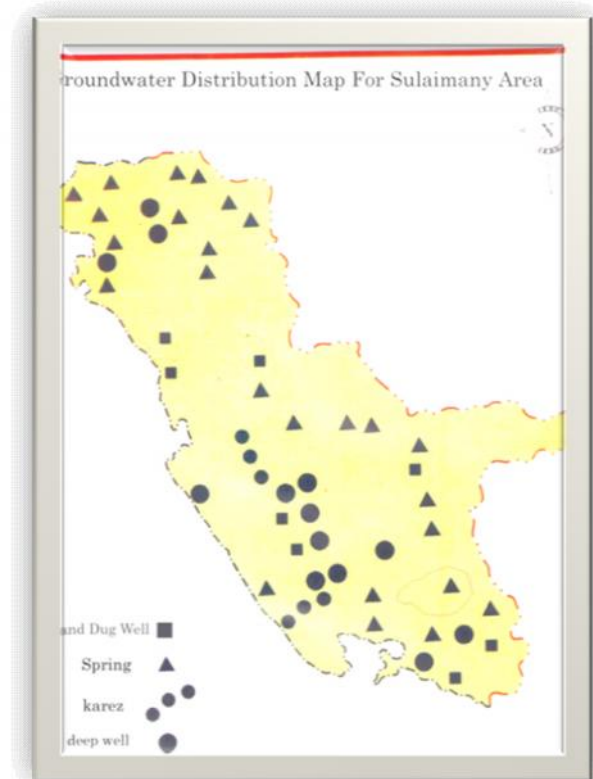 roundwater Distribution Map For Sulaimany Area
N
and Dug Well
Spring
karez
deep well